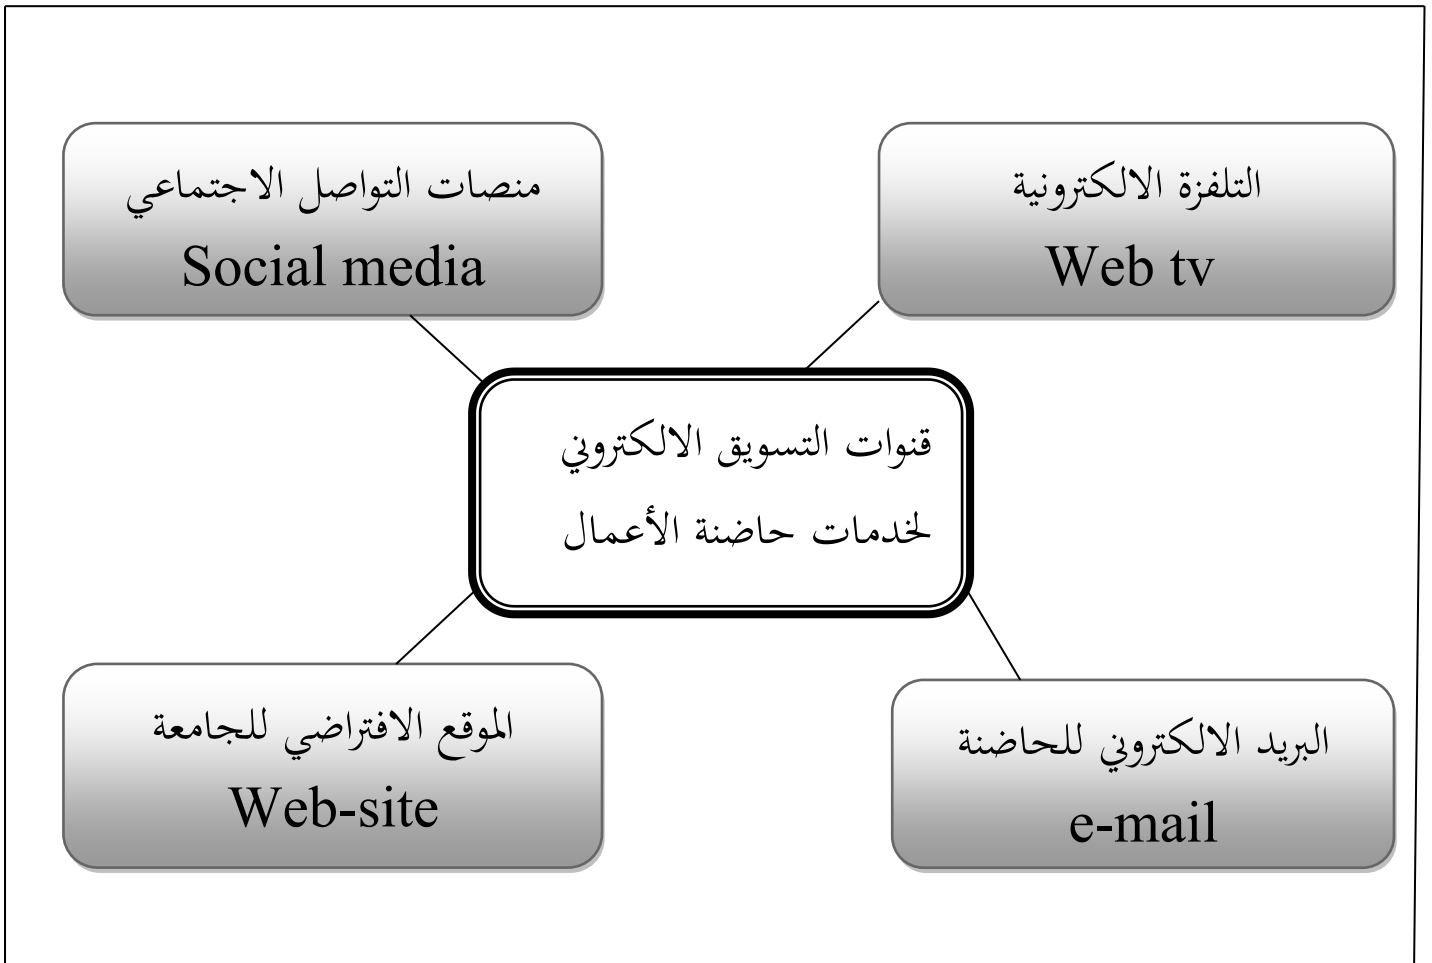 التلفزة الالكترونية
Web tv
منصات التواصل الاجتماعي
Social media
قنوات التسويق الالكتروني
لخدمات حاضنة الأعمال
البريد الالكتروني للحاضنة
e-mail
الموقع الافتراضي للجامعة
Web-site